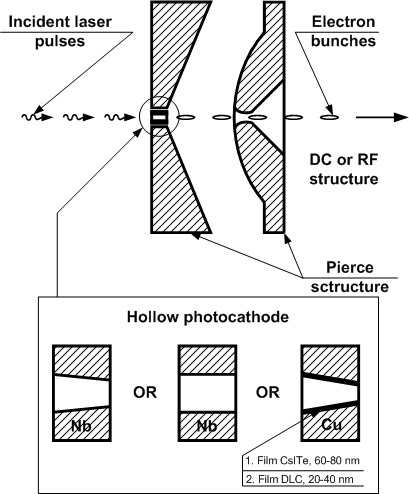 Incident laser
pulses
Electron
bunches
DC or RF
structure
Pierce
sctructure
Hollow photocathode
OR
OR
Nb
Nb
Cu
1. Film CsITe, 60-80 nm
2. Film DLC, 20-40 nm